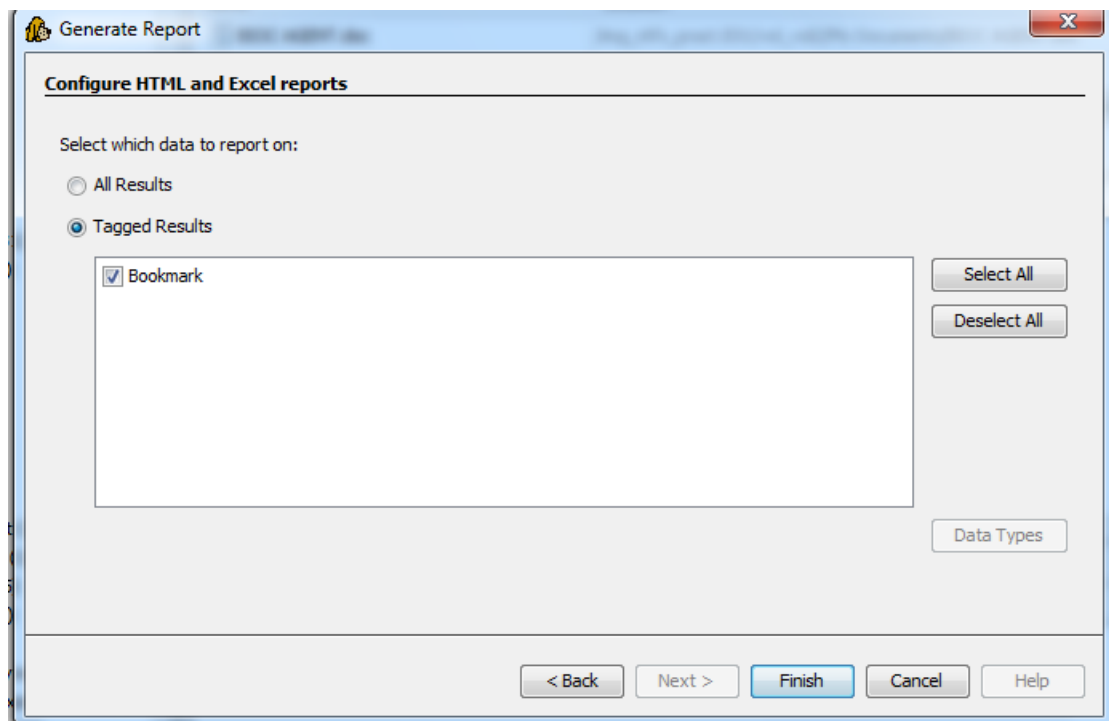 Generate Report
X
Configure HTML and Excel reports
Select which data to report on:
All Results
Tagged Results
Bookmark
Select All
Deselect All
Data Types
< Back Next > Finish Cancel Help